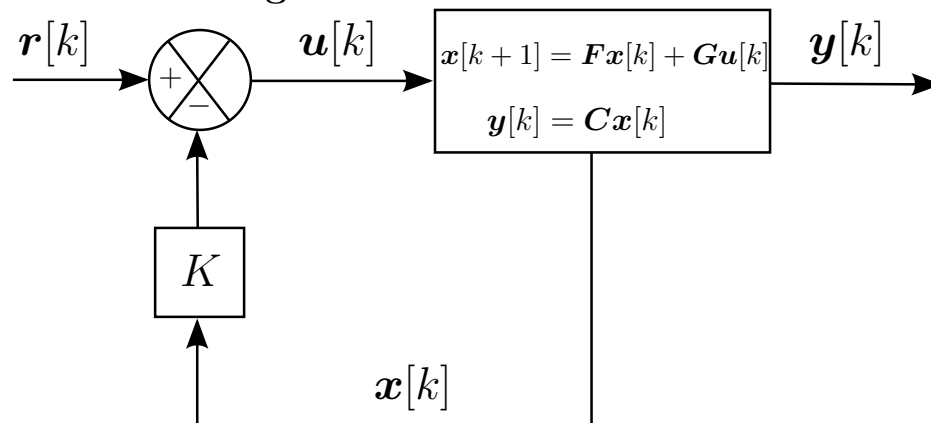 r[k]
u[k]
x[k + 1] = Fx[k] + Gu[k]
y[k] = Cx[k]
y[k]
+
−
K
x[k]